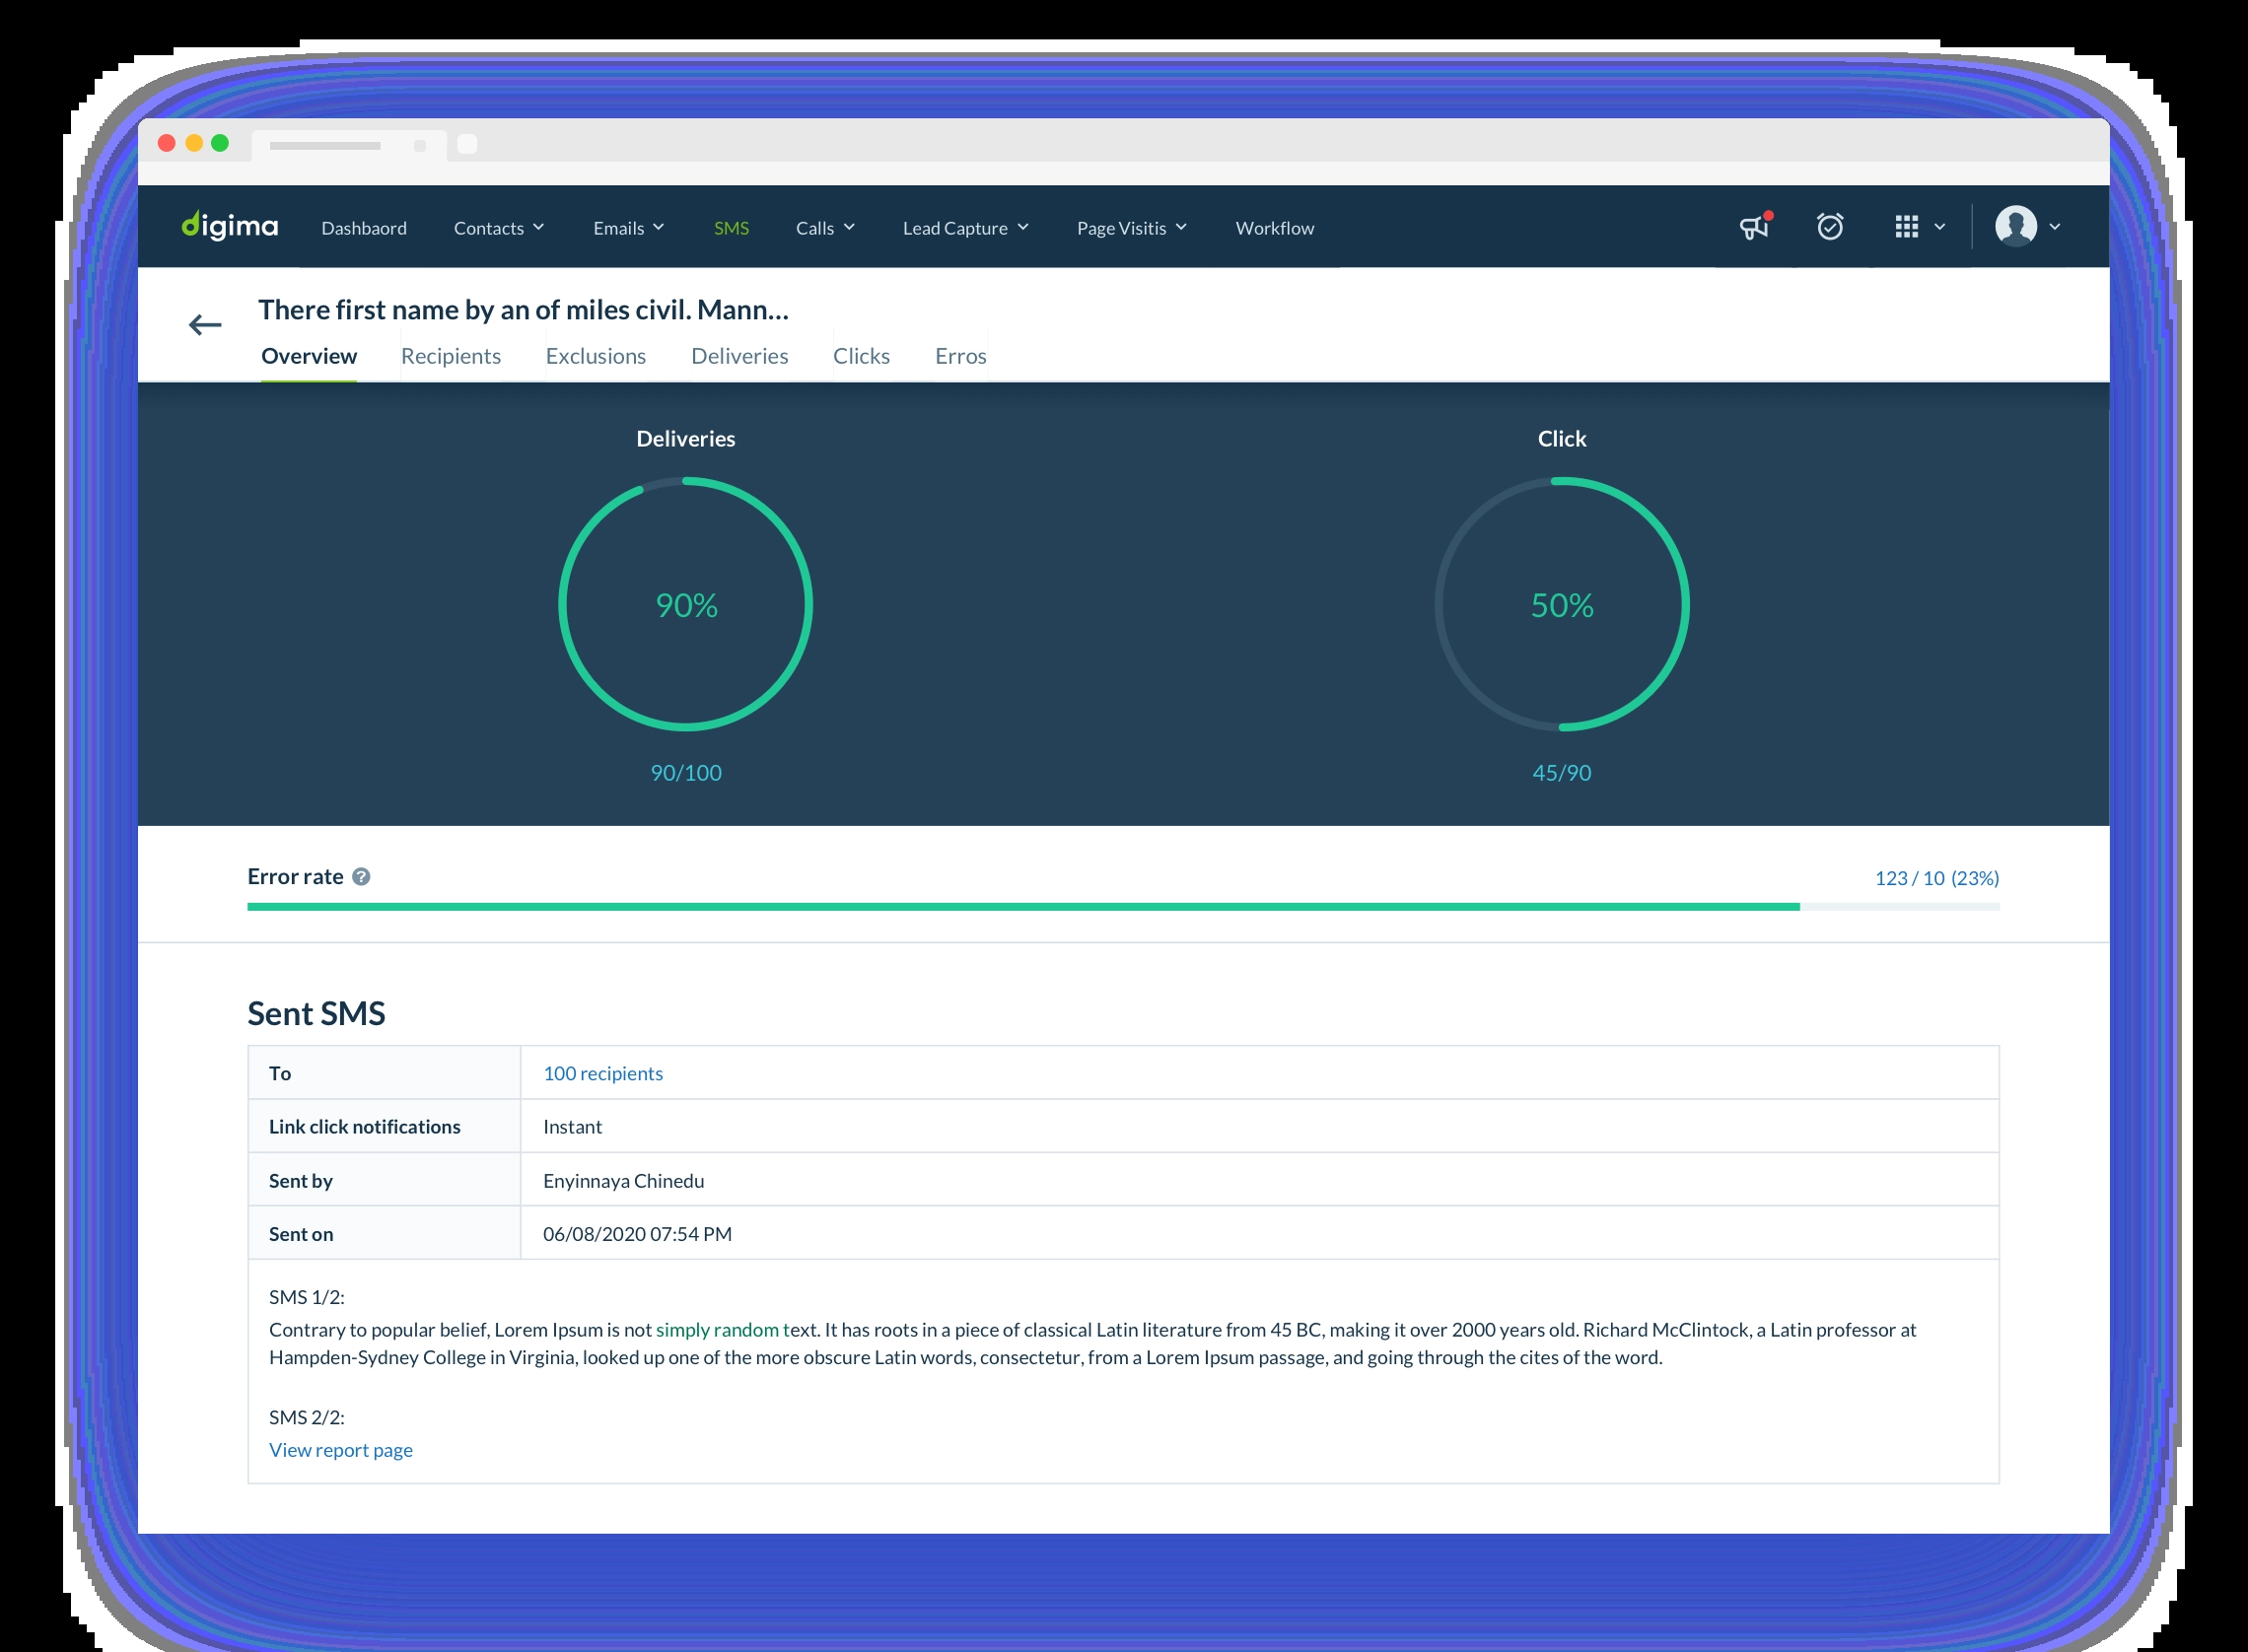 digima Dashbaord Contacts Emails SMS Calls Lead Capture Page Visitis Workflow
There first name by an of miles civil. Mann...
Overview Recipients Exclusions Deliveries Clicks Erros
Deliveries Click
90% 50%
90/100 45/90
Error rate ? 123 / 10 (23%)
Sent SMS
To 100 recipients
Link click notifications Instant
Sent by Enyinnaya Chinedu
Sent on 06/08/2020 07:54 PM
SMS 1/2:
Contrary to popular belief, Lorem Ipsum is not simply random text. It has roots in a piece of classical Latin literature from 45 BC, making it over 2000 years old. Richard McClintock, a Latin professor at
Hampden-Sydney College in Virginia, looked up one of the more obscure Latin words, consectetur, from a Lorem Ipsum passage, and going through the cites of the word.
SMS 2/2:
View report page